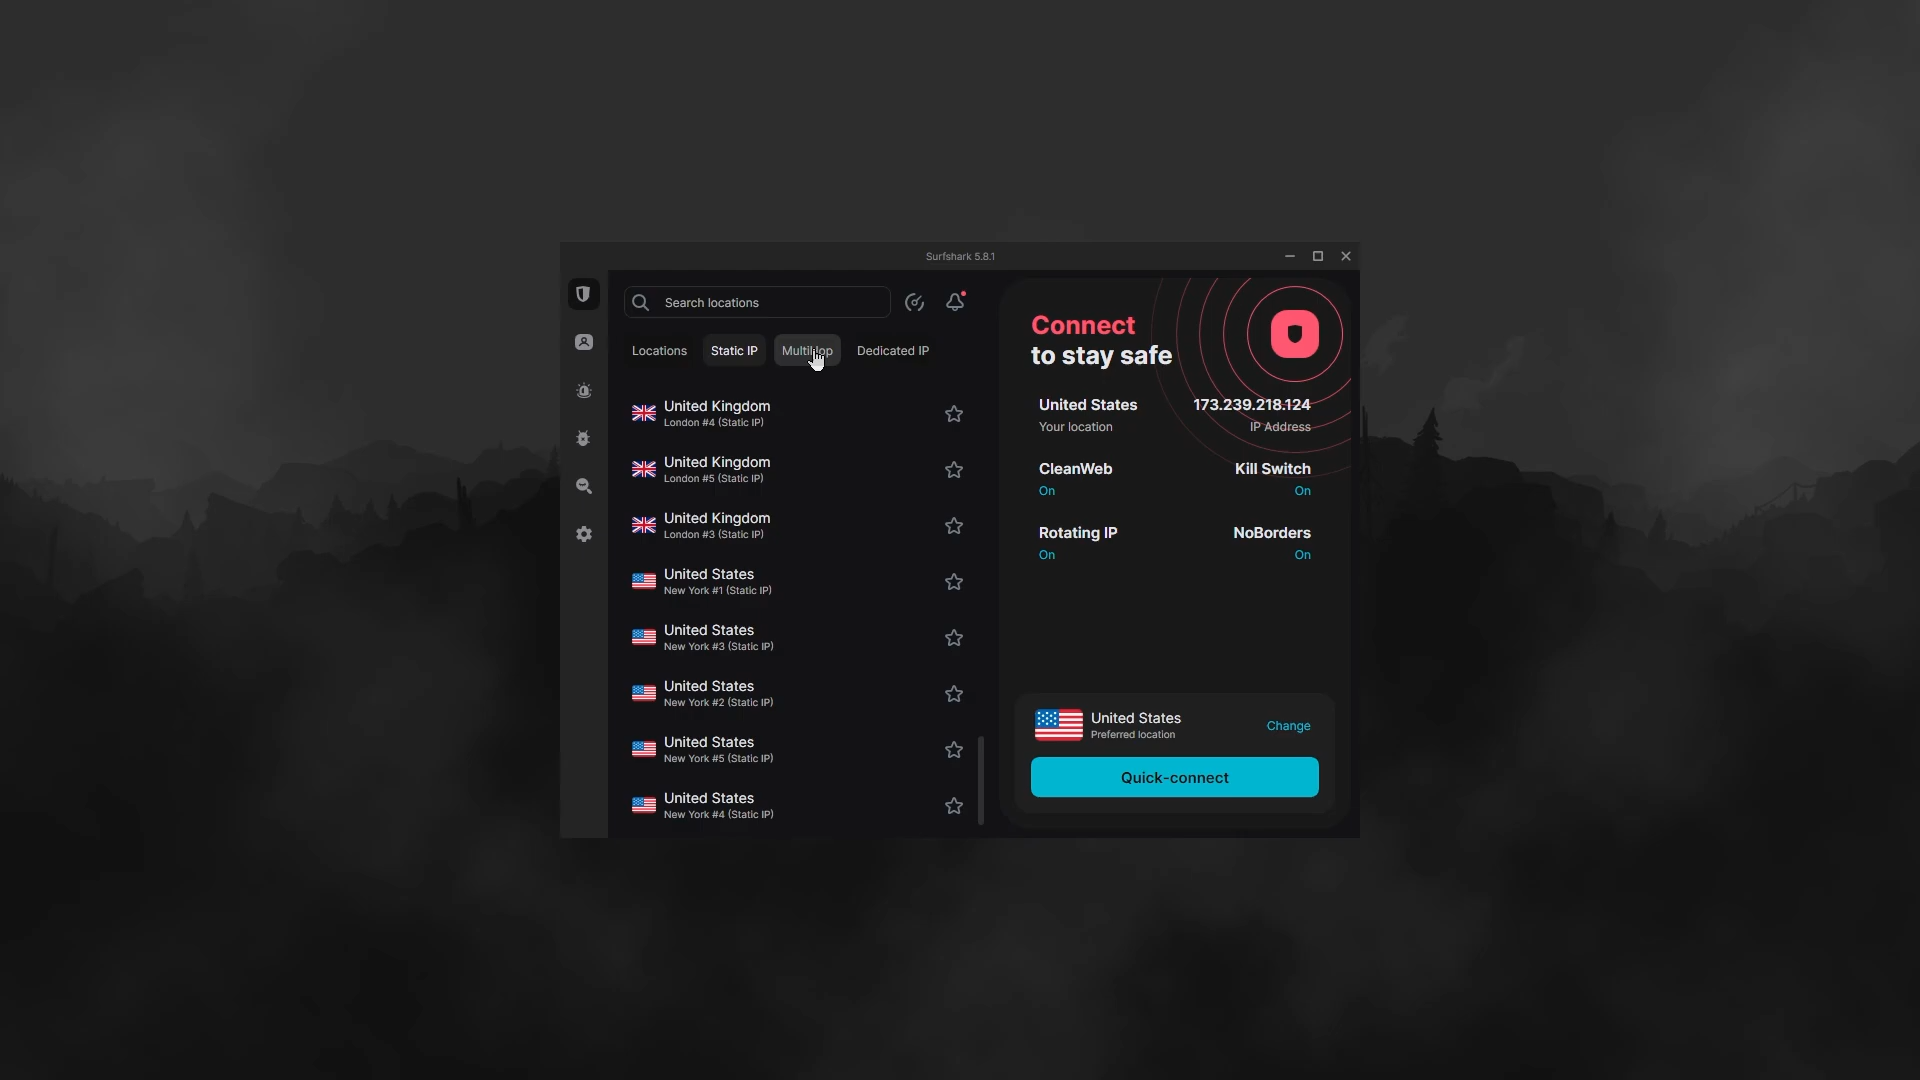 Surfshark 5.8.1
Search locations
Locations
Static IP
MultiHop
Dedicated IP
United Kingdom
London #4 (Static IP)
United Kingdom
London #5 (Static IP)
United Kingdom
London #3 (Static IP)
United States
New York #1 (Static IP)
United States
New York #3 (Static IP)
United States
New York #2 (Static IP)
United States
New York #5 (Static IP)
United States
New York #4 (Static IP)
Connect
to stay safe
United States
Your location
173.239.218.124
IP Address
CleanWeb
On
Kill Switch
On
Rotating IP
On
NoBorders
On
United States
Preferred location
Change
Quick-connect